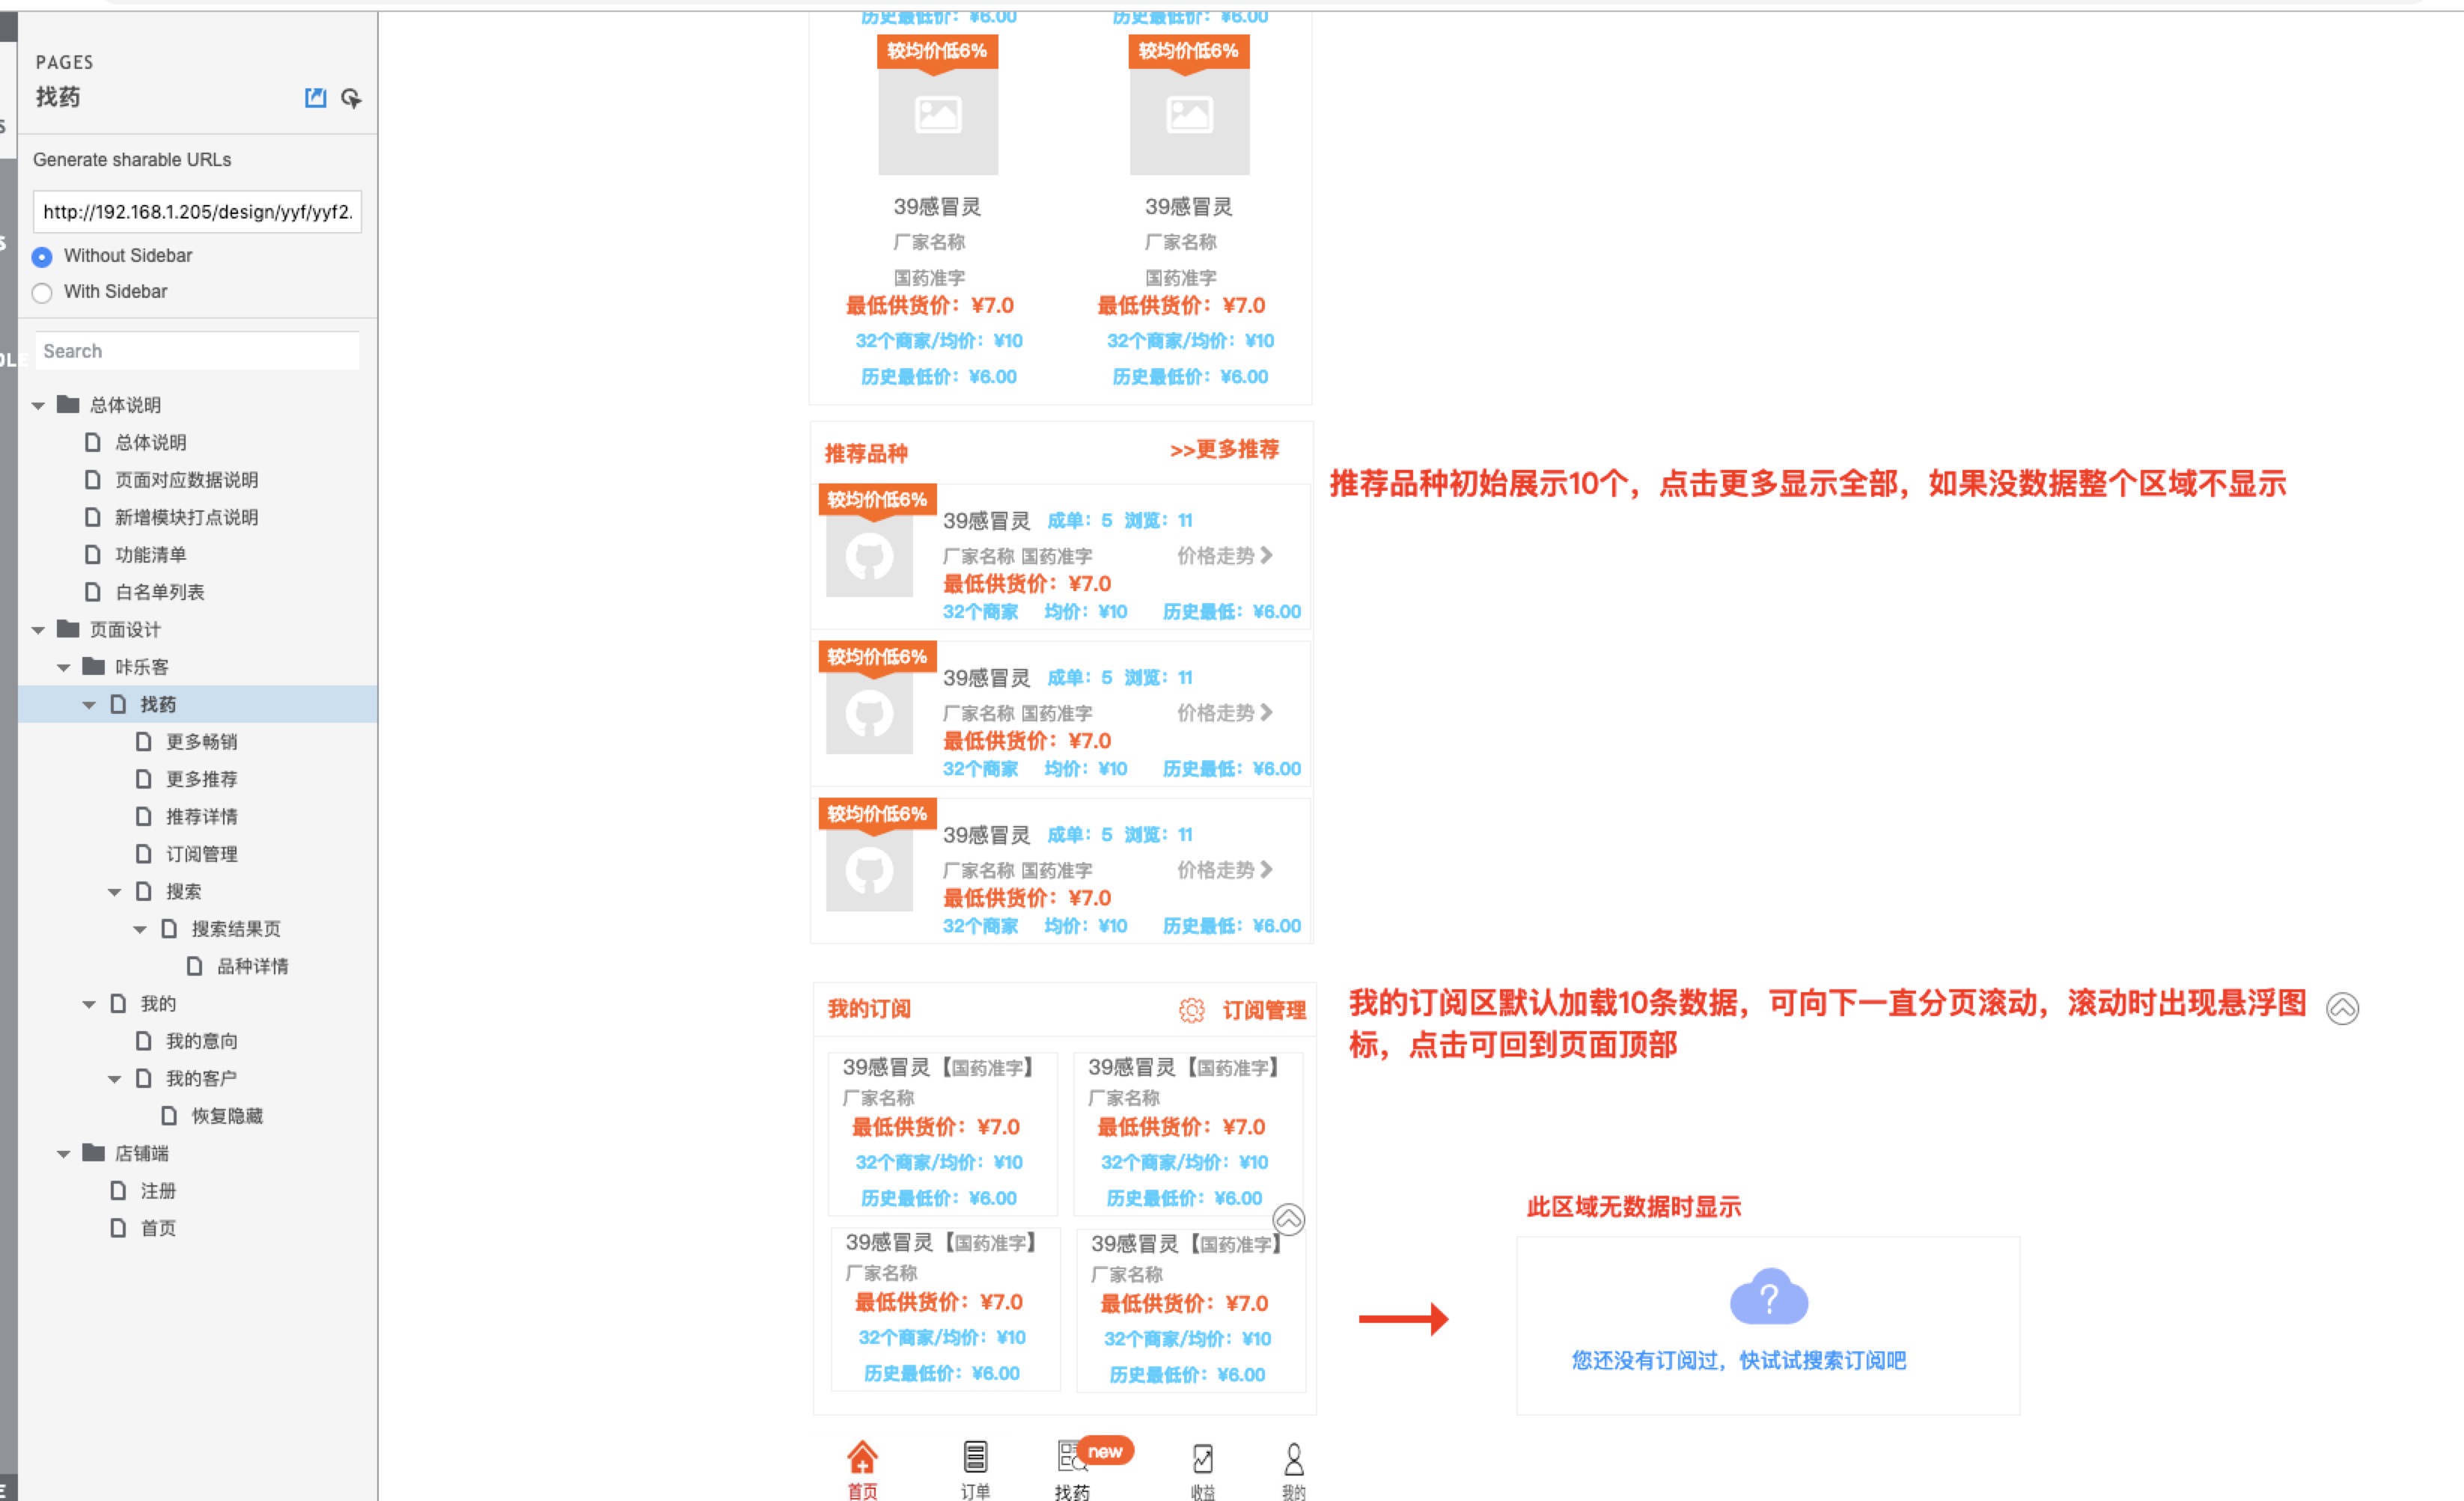 PAGES
找药
Generate sharable URLs
http://192.168.1.205/design/yyf/yyf2.
Without Sidebar
With Sidebar
Search
总体说明
总体说明
页面对应数据说明
新增模块打点说明
功能清单
白名单列表
页面设计
咔乐客
找药
更多畅销
更多推荐
推荐详情
订阅管理
搜索
搜索结果页
品种详情
我的
我的意向
我的客户
恢复隐藏
店铺端
注册
首页
历史最低价：¥6.00 历史最低价：¥6.00
较均价低6% 较均价低6%
39感冒灵 39感冒灵
厂家名称 厂家名称
国药准字 国药准字
最低供货价：¥7.0 最低供货价：¥7.0
32个商家/均价：¥10 32个商家/均价：¥10
历史最低价：¥6.00 历史最低价：¥6.00
推荐品种 >>更多推荐
推荐品种初始展示10个，点击更多显示全部，如果没数据整个区域不显示
较均价低6%
39感冒灵 成单：5 浏览：11
厂家名称 国药准字 价格走势
最低供货价：¥7.0
32个商家 均价：¥10 历史最低：¥6.00
较均价低6%
39感冒灵 成单：5 浏览：11
厂家名称 国药准字 价格走势
最低供货价：¥7.0
32个商家 均价：¥10 历史最低：¥6.00
较均价低6%
39感冒灵 成单：5 浏览：11
厂家名称 国药准字 价格走势
最低供货价：¥7.0
32个商家 均价：¥10 历史最低：¥6.00
我的订阅 订阅管理
我的订阅区默认加载10条数据，可向下一直分页滚动，滚动时出现悬浮图
标，点击可回到页面顶部
39感冒灵【国药准字】 39感冒灵【国药准字】
厂家名称 厂家名称
最低供货价：¥7.0 最低供货价：¥7.0
32个商家/均价：¥10 32个商家/均价：¥10
历史最低价：¥6.00 历史最低价：¥6.00
39感冒灵【国药准字】 39感冒灵【国药准字】
厂家名称 厂家名称
最低供货价：¥7.0 最低供货价：¥7.0
32个商家/均价：¥10 32个商家/均价：¥10
历史最低价：¥6.00 历史最低价：¥6.00
此区域无数据时显示
?
您还没有订阅过，快试试搜索订阅吧
new
首页 订单 找药 收益 我的